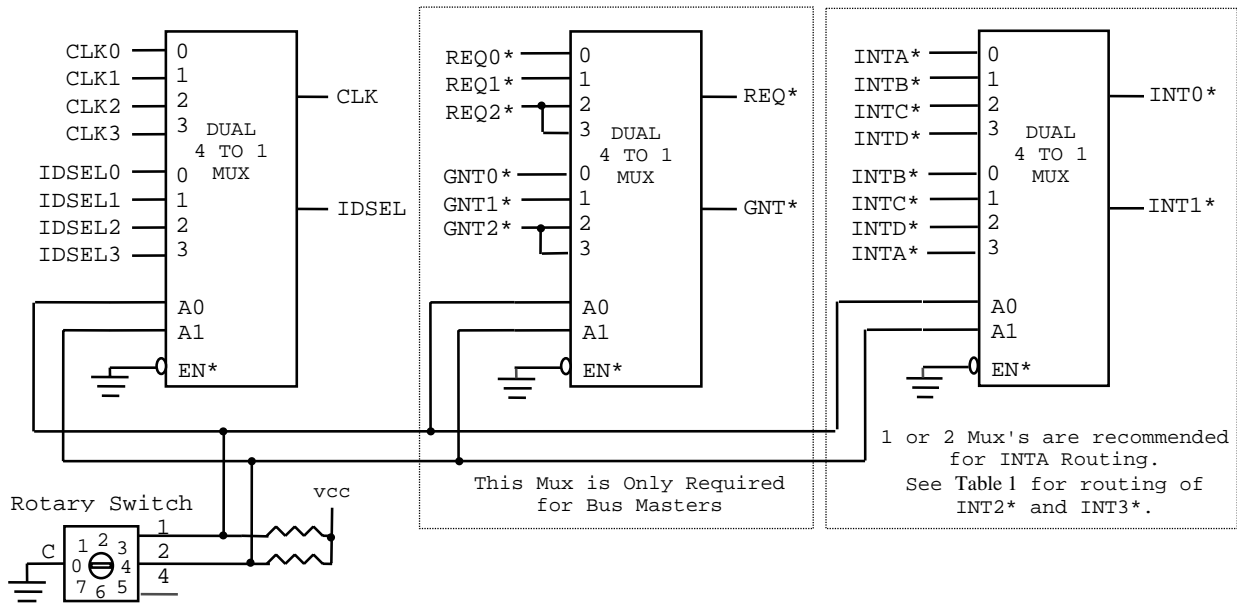 CLK0
CLK1
CLK2
CLK3
IDSEL0
IDSEL1
IDSEL2
IDSEL3
0
1
2
3
DUAL
4 TO 1
MUX
0
1
2
3
A0
A1
EN*
CLK
IDSEL
REQ0*
REQ1*
REQ2*
GNT0*
GNT1*
GNT2*
0
1
2
3
DUAL
4 TO 1
MUX
0
1
2
3
A0
A1
EN*
REQ*
GNT*
This Mux is Only Required
for Bus Masters
INTA*
INTB*
INTC*
INTD*
INTB*
INTC*
INTD*
INTA*
0
1
2
3
DUAL
4 TO 1
MUX
0
1
2
3
A0
A1
EN*
INT0*
INT1*
1 or 2 Mux's are recommended
for INTA Routing.
See Table 1 for routing of
INT2* and INT3*.
Rotary Switch
C
0
1
2
3
4
5
6
7
1
2
4
vcc